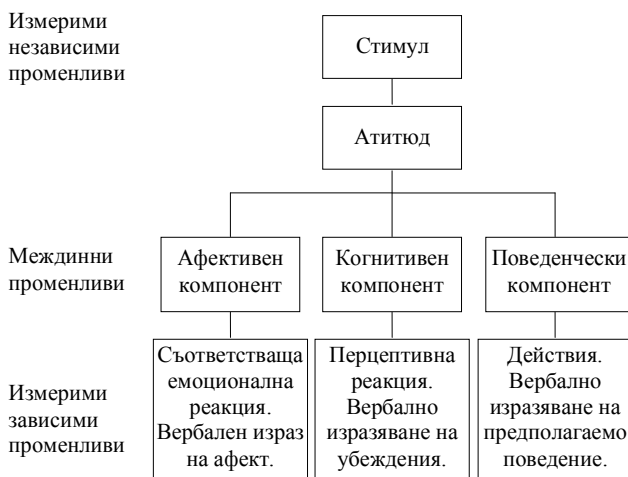 Измерими
независими
променливи
Стимул
Атитюд
Междинни
променливи
Афективен
компонент
Когнитивен
компонент
Поведенчески
компонент
Измерими
зависими
променливи
Съответстваща
емоционална
реакция.
Вербален израз
на афект.
Перцептивна
реакция.
Вербално
изразяване на
убеждения.
Действия.
Вербално
изразяване на
предполагаемо
поведение.